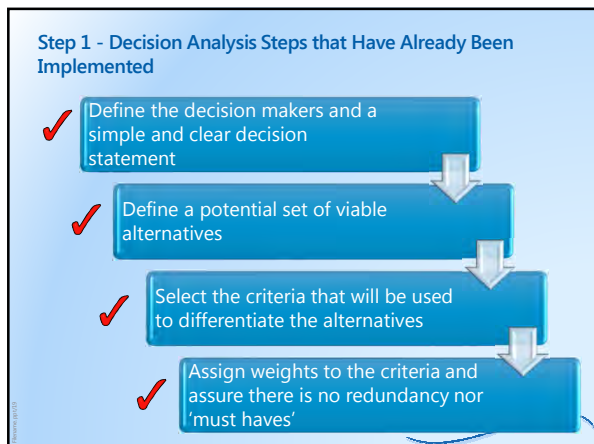 Step 1 - Decision Analysis Steps that Have Already Been
Implemented
Define the decision makers and a
simple and clear decision
statement
Define a potential set of viable
alternatives
Select the criteria that will be used
to differentiate the alternatives
Assign weights to the criteria and
assure there is no redundancy nor
‘must haves’